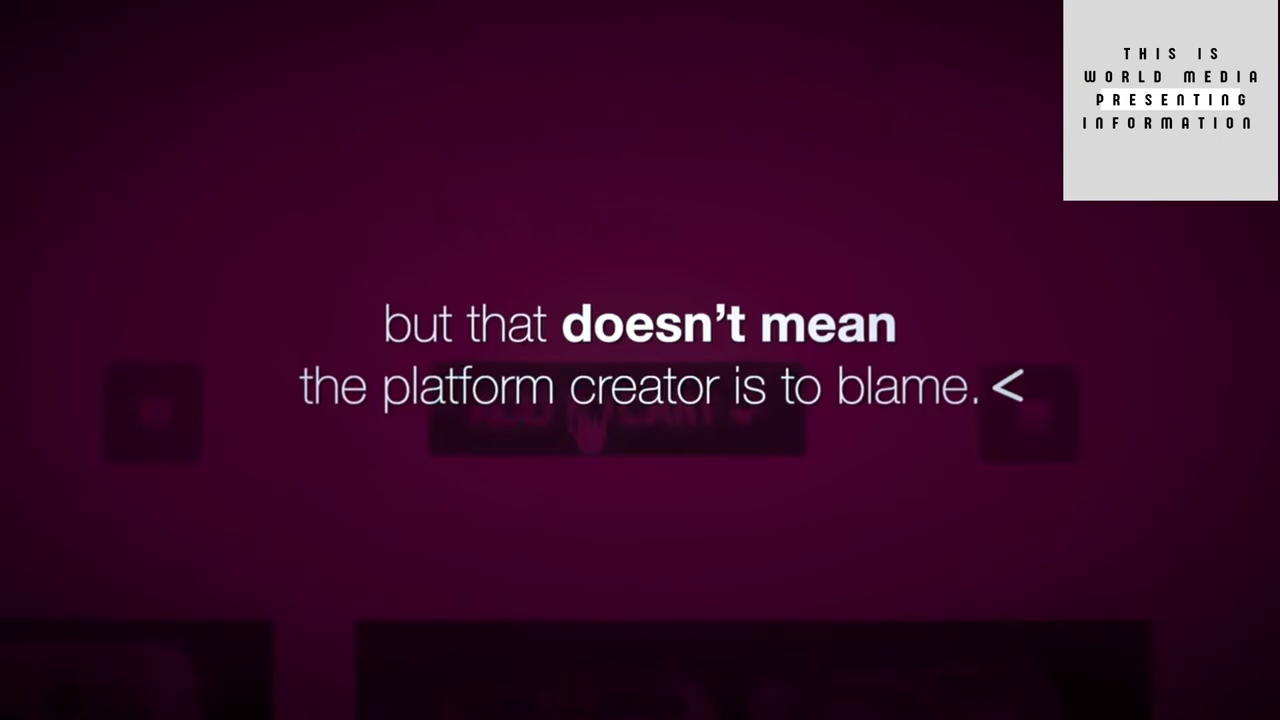 THIS IS
WORLD MEDIA
PRESENTING
INFORMATION
but that doesn’t mean
the platform creator is to blame. <